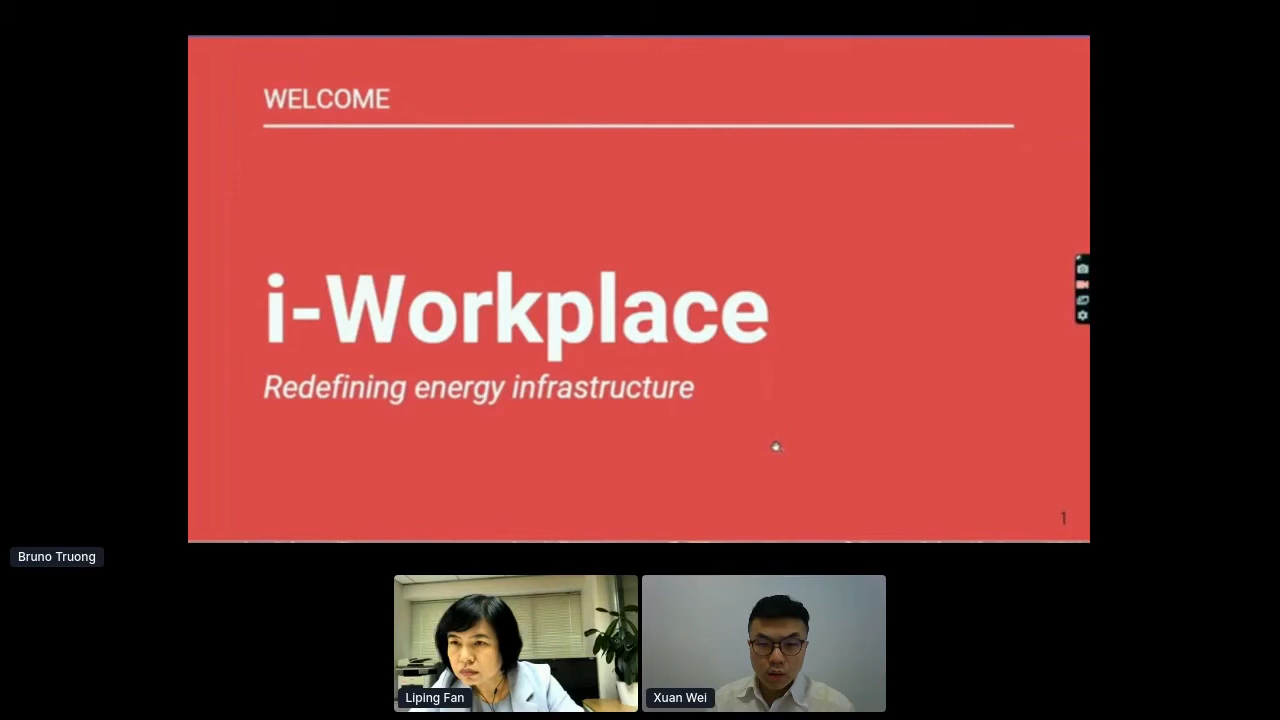 WELCOME
i-Workplace
Redefining energy infrastructure
1
Bruno Truong
Liping Fan
Xuan Wei